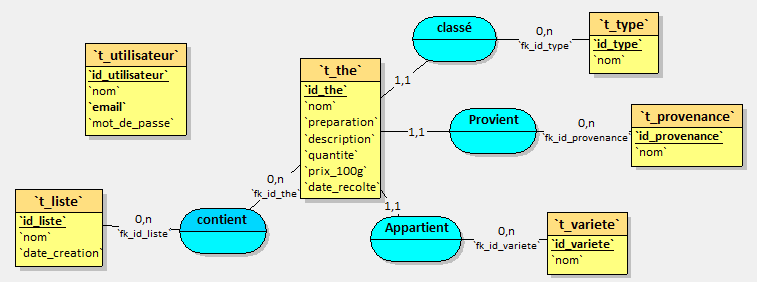 `t_utilisateur`
`id_utilisateur`
`nom`
`email`
`mot_de_passe`
`t_the`
`id_the`
`nom`
`preparation`
`description`
`quantite`
`prix_100g`
`date_recolte`
classé
1,1
0,n
`fk_id_type`
`t_type`
`id_type`
`nom`
1,1
Provient
0,n
`fk_id_provenance`
`t_provenance`
`id_provenance`
`nom`
1,1
Appartient
0,n
`fk_id_variete`
`t_variete`
`id_variete`
`nom`
0,n
`fk_id_the`
contient
0,n
`fk_id_liste`
`t_liste`
`id_liste`
`nom`
`date_creation`